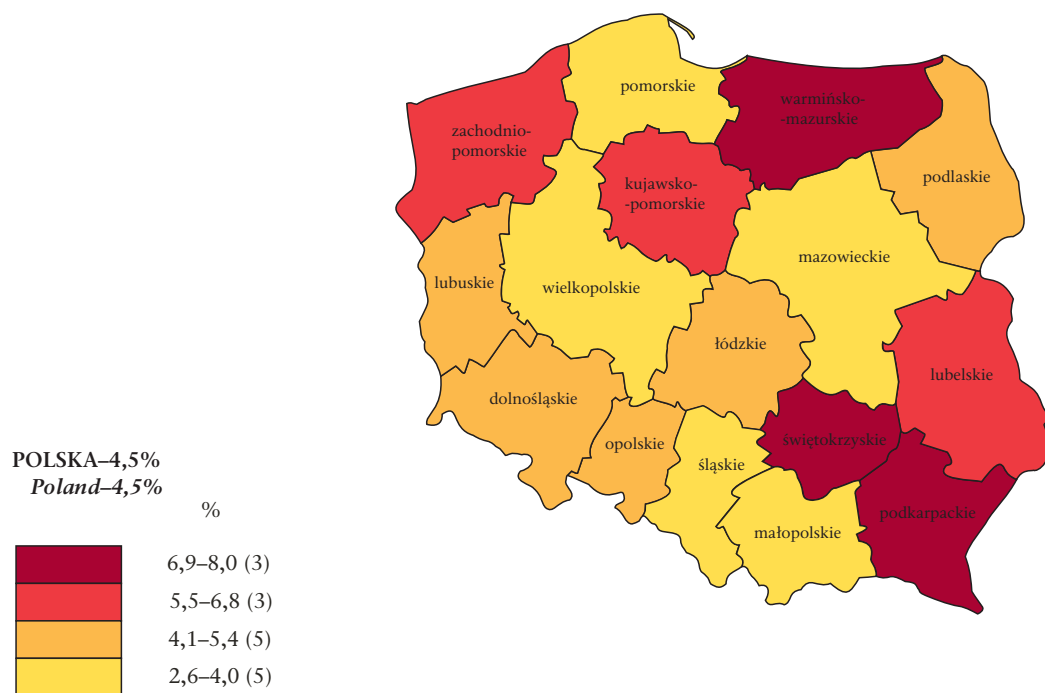 pomorskie
warmińsko-
-mazurskie
zachodnio-
pomorskie
podlaskie
kujawsko-
-pomorskie
mazowieckie
lubuskie
wielkopolskie
łódzkie
lubelskie
dolnośląskie
świętokrzyskie
opolskie
śląskie
podkarpackie
małopolskie
POLSKA–4,5%
Poland–4,5%
%
6,9–8,0 (3)
5,5–6,8 (3)
4,1–5,4 (5)
2,6–4,0 (5)